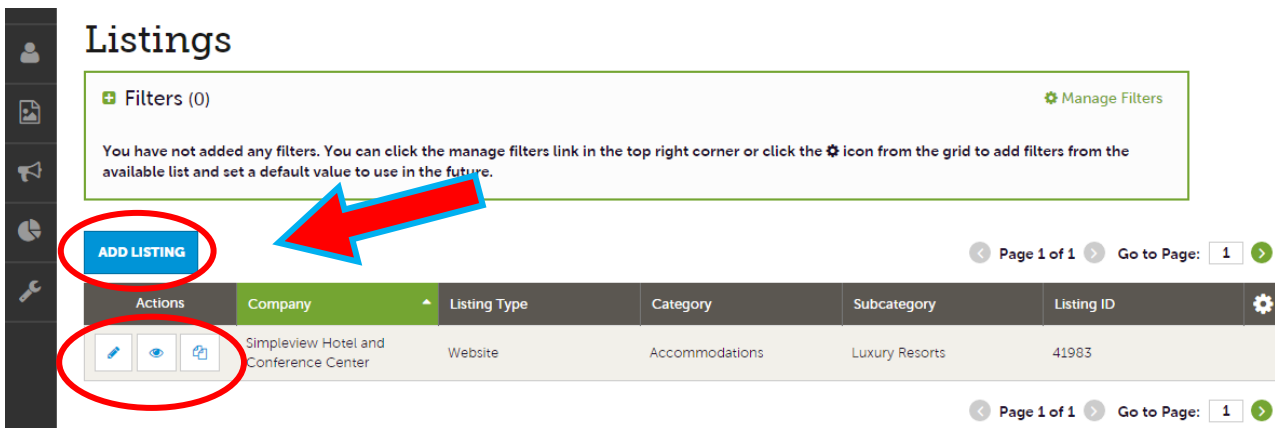 Listings
Filters (0)
Manage Filters
You have not added any filters. You can click the manage filters link in the top right corner or click the icon from the grid to add filters from the
available list and set a default value to use in the future.
ADD LISTING
Page 1 of 1 Go to Page: 1
Actions Company Listing Type Category Subcategory Listing ID
Simpleview Hotel and
Conference Center
Website Accommodations Luxury Resorts 41983
Page 1 of 1 Go to Page: 1